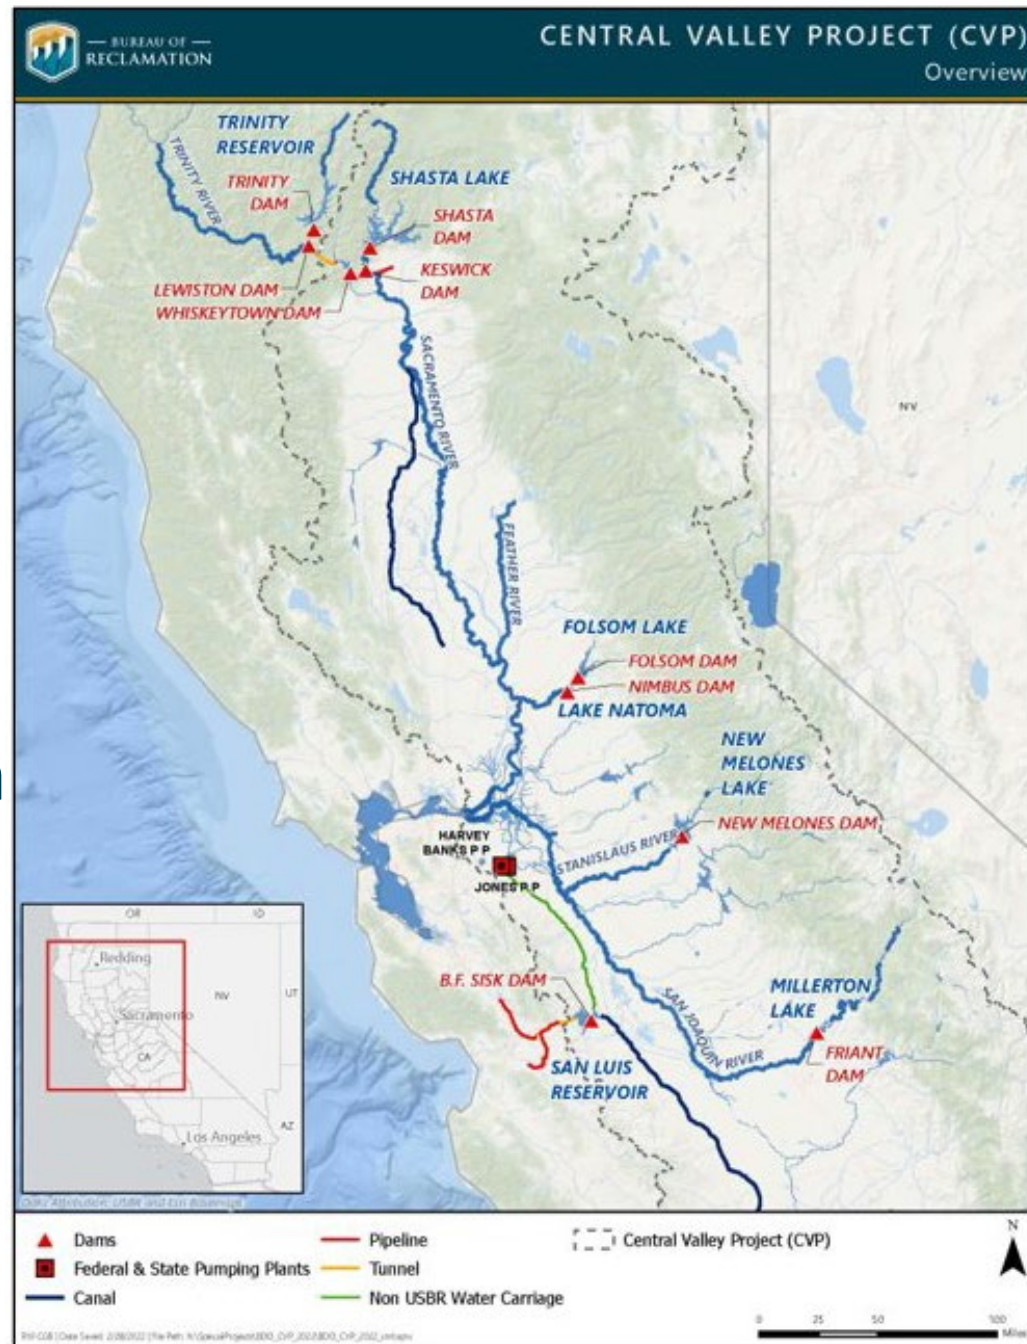 BUREAU OF
RECLAMATION
CENTRAL VALLEY PROJECT (CVP)
Overview
TRINITY
RESERVOIR
TRINITY RIVER
SHASTA LAKE
TRINITY
DAM
SHASTA
DAM
KESWICK
DAM
LEWISTON DAM
WHISKEYTOWN DAM
SACRAMENTO RIVER
NV
FEATHER RIVER
FOLSOM LAKE
FOLSOM DAM
NIMBUS DAM
LAKE NATOMA
NEW
MELONES
LAKE
NEW MELONES DAM
HARVEY
BANKS P P
STANISLAUS RIVER
JONES P P
B.F. SISK DAM
MILLERTON
LAKE
SAN JOAQUIN RIVER
FRIANT
DAM
SAN LUIS
RESERVOIR
OR
ID
Redding
NV
UT
Sacramento
CA
Los Angeles
AZ
Dams
Pipeline
Central Valley Project (CVP)
Federal & State Pumping Plants
Tunnel
Canal
Non USBR Water Carriage
N
0 25 50 100
Miles